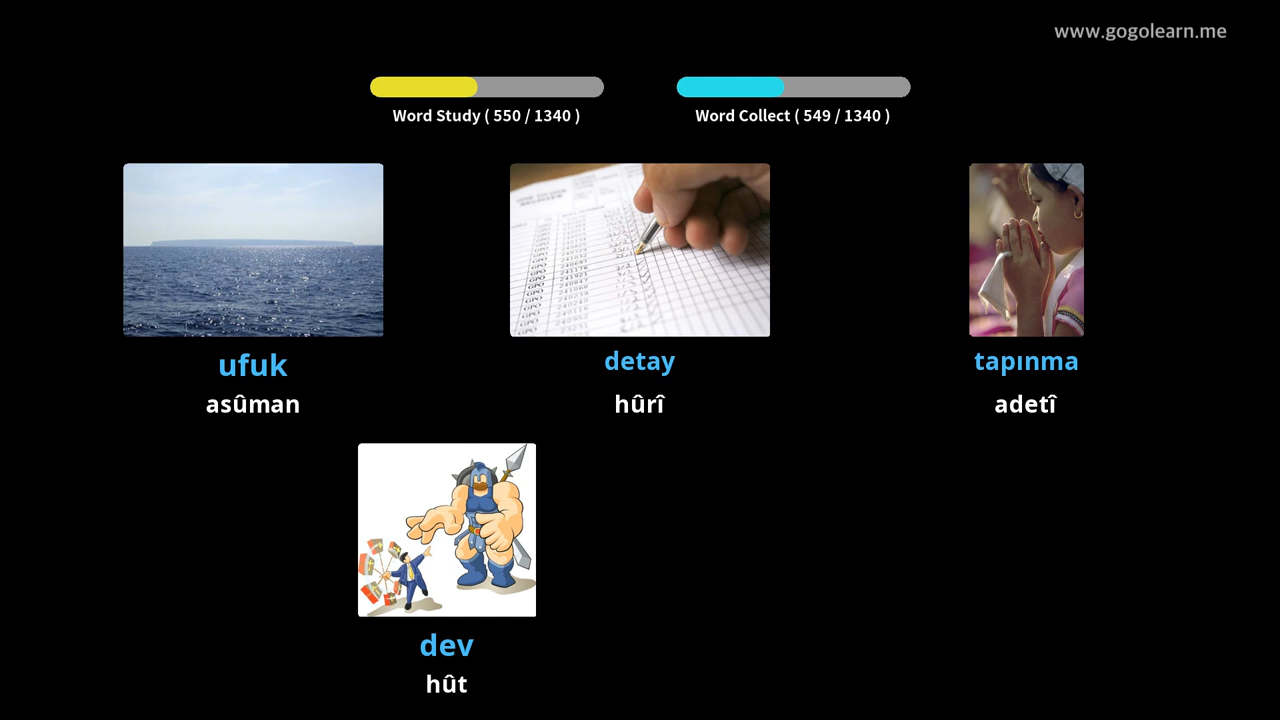 www.gogolearn.me
Word Study ( 550 / 1340 )
Word Collect ( 549 / 1340 )
ufuk
asûman
detay
hûrî
tapınma
adetî
dev
hût